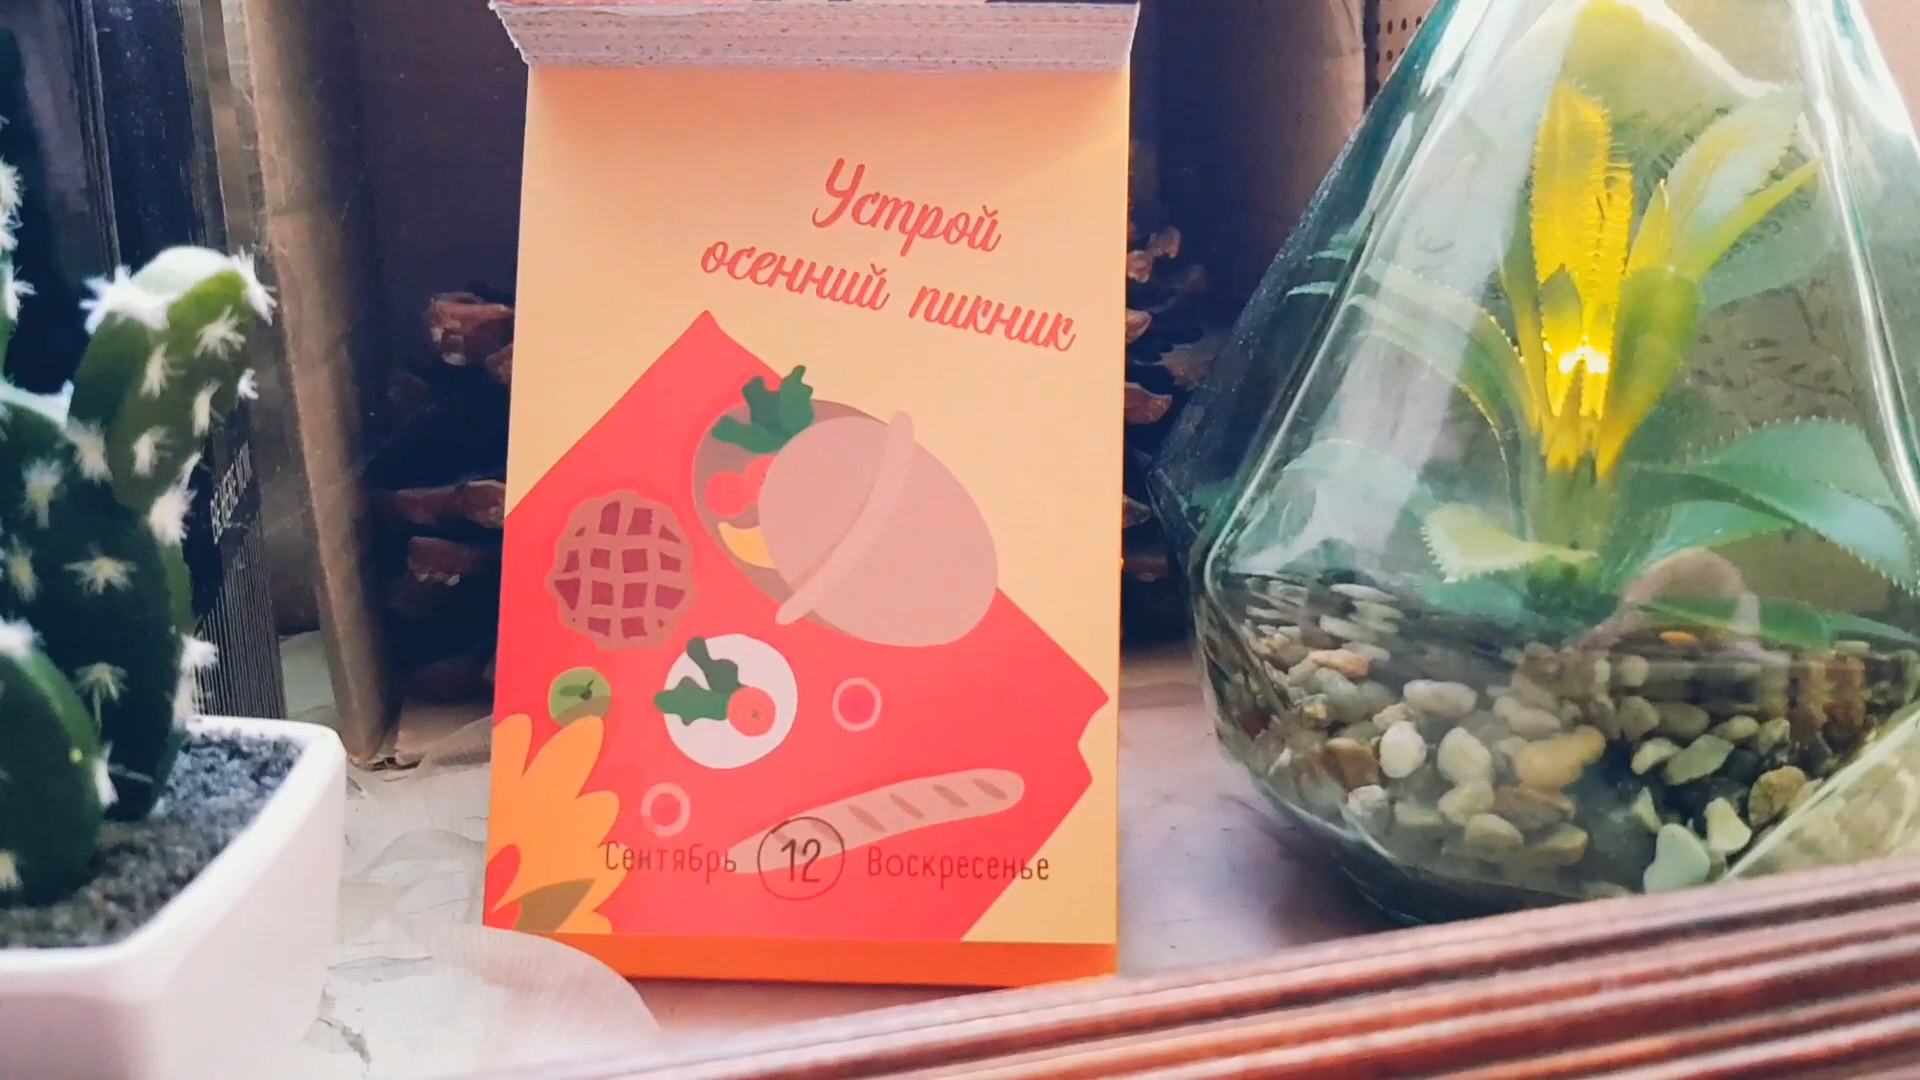 Устрой
осенний пикник
Сентябрь 12 Воскресенье